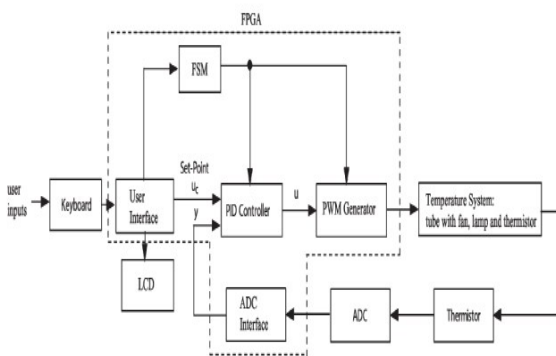 FPGA
FSM
Set-Point
u_c
user
inputs
Keyboard
User
Interface
y
PID Controller
u
PWM Generator
Temperature System:
tube with fan, lamp and thermistor
LCD
ADC
Interface
ADC
Thermistor